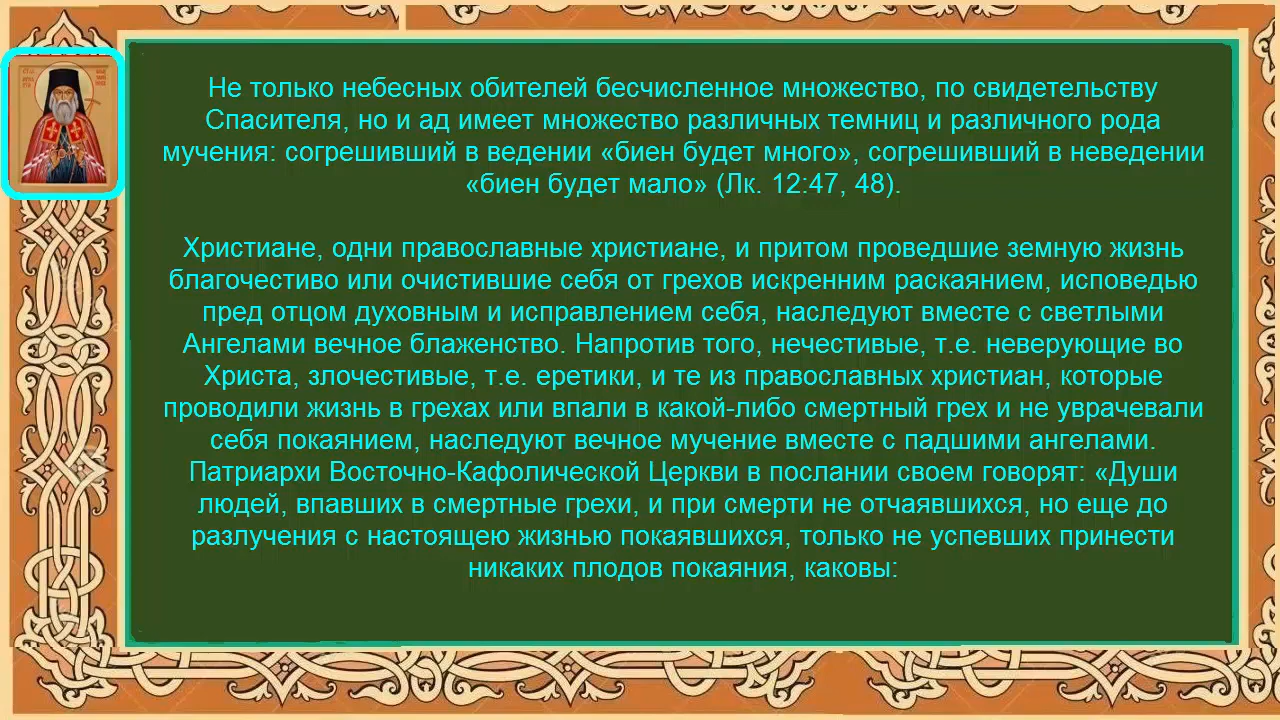 Не только небесных обителей бесчисленное множество, по свидетельству
Спасителя, но и ад имеет множество различных темниц и различного рода
мучения: согрешивший в ведении «биен будет много», согрешивший в неведении
«биен будет мало» (Лк. 12:47, 48).
Христиане, одни православные христиане, и притом проведшие земную жизнь
благочестиво или очистившие себя от грехов искренним раскаянием, исповедью
пред отцом духовным и исправлением себя, наследуют вместе с светлыми
Ангелами вечное блаженство. Напротив того, нечестивые, т.е. неверующие во
Христа, злочестивые, т.е. еретики, и те из православных христиан, которые
проводили жизнь в грехах или впали в какой-либо смертный грех и не уврачевали
себя покаянием, наследуют вечное мучение вместе с падшими ангелами.
Патриархи Восточно-Кафолической Церкви в послании своем говорят: «Души
людей, впавших в смертные грехи, и при смерти не отчаявшихся, но еще до
разлучения с настоящею жизнью покаявшихся, только не успевших принести
никаких плодов покаяния, каковы: